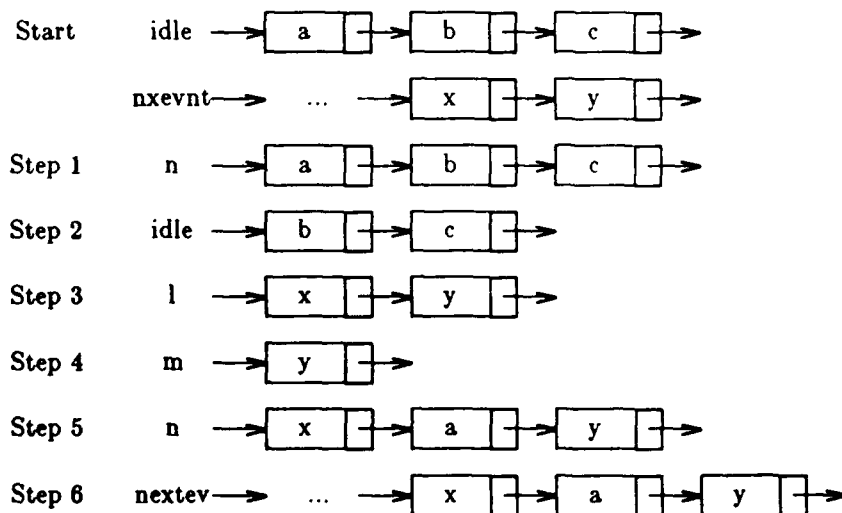 Start idle a b c
nxevnt ... x y
Step 1 n a b c
Step 2 idle b c
Step 3 l x y
Step 4 m y
Step 5 n x a y
Step 6 nextev ... x a y